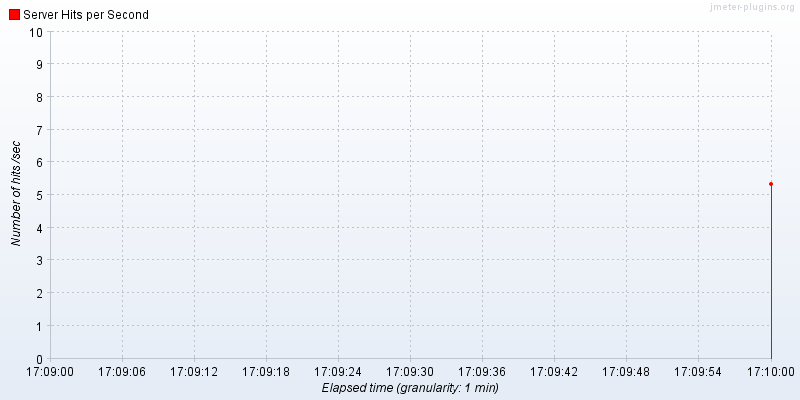 jmeter-plugins.org
Server Hits per Second
10
9
8
7
6
5
4
3
2
1
0
Number of hits /sec
17:09:00 17:09:06 17:09:12 17:09:18 17:09:24 17:09:30 17:09:36 17:09:42 17:09:48 17:09:54 17:10:00
Elapsed time (granularity: 1 min)